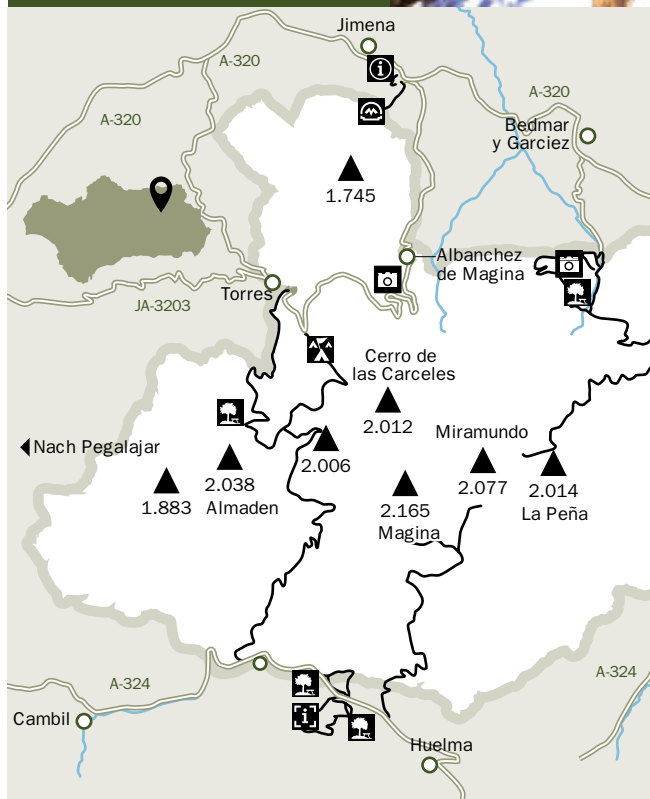 Jimena
A-320
A-320
A-320
Bedmar
y Garciez
1.745
Albanchez
de Magina
Torres
JA-3203
Cerro de
las Carceles
2.012
Miramundo
Nach Pegalajar
2.006
2.038
Almaden
1.883
2.077
2.014
La Peña
2.165
Magina
A-324
A-324
Cambil
Huelma